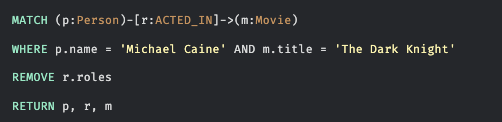 MATCH (p:Person)-[r:ACTED_IN]->(m:Movie)
WHERE p.name = 'Michael Caine' AND m.title = 'The Dark Knight'
REMOVE r.roles
RETURN p, r, m